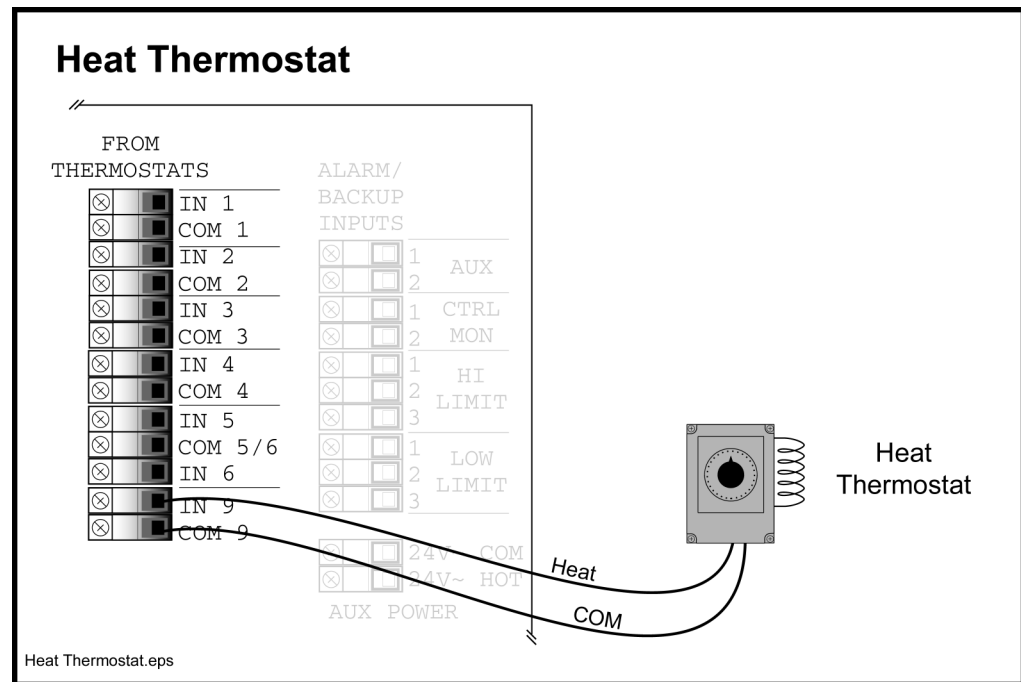 Heat Thermostat
FROM
THERMOSTATS
IN 1
COM 1
IN 2
COM 2
IN 3
COM 3
IN 4
COM 4
IN 5
COM 5/6
IN 6
IN 9
COM 9
ALARM/
BACKUP
INPUTS
1
AUX
2
1 CTRL
2 MON
1
HI
2
LIMIT
3
1
LOW
2
LIMIT
3
24V~ COM
24V~ HOT
AUX POWER
Heat
COM
Heat
Thermostat
Heat Thermostat.eps